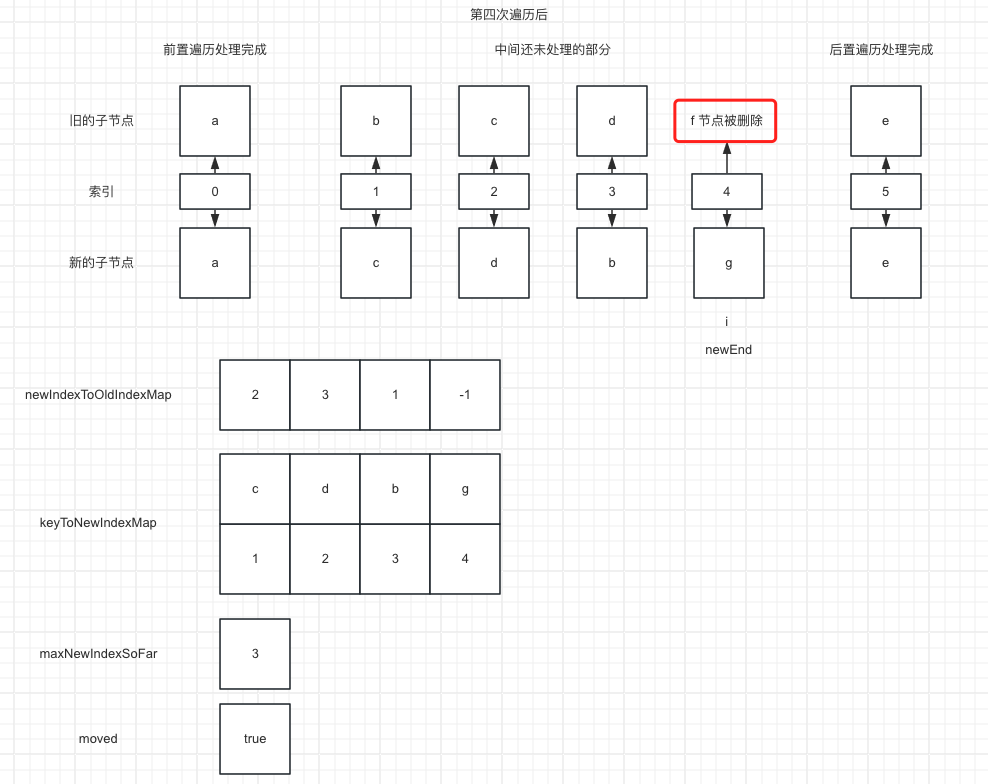 第四次遍历后
前置遍历处理完成 中间还未处理的部分 后置遍历处理完成
旧的子节点 a b c d f 节点被删除 e
索引 0 1 2 3 4 5
新的子节点 a c d b g e
i
newEnd
newIndexToOldIndexMap 2 3 1 -1
c d b g
keyToNewIndexMap
1 2 3 4
maxNewIndexSoFar 3
moved true